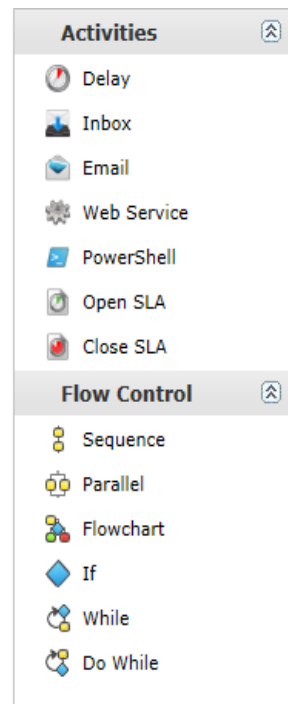 Activities
Delay
Inbox
Email
Web Service
PowerShell
Open SLA
Close SLA
Flow Control
Sequence
Parallel
Flowchart
If
While
Do While